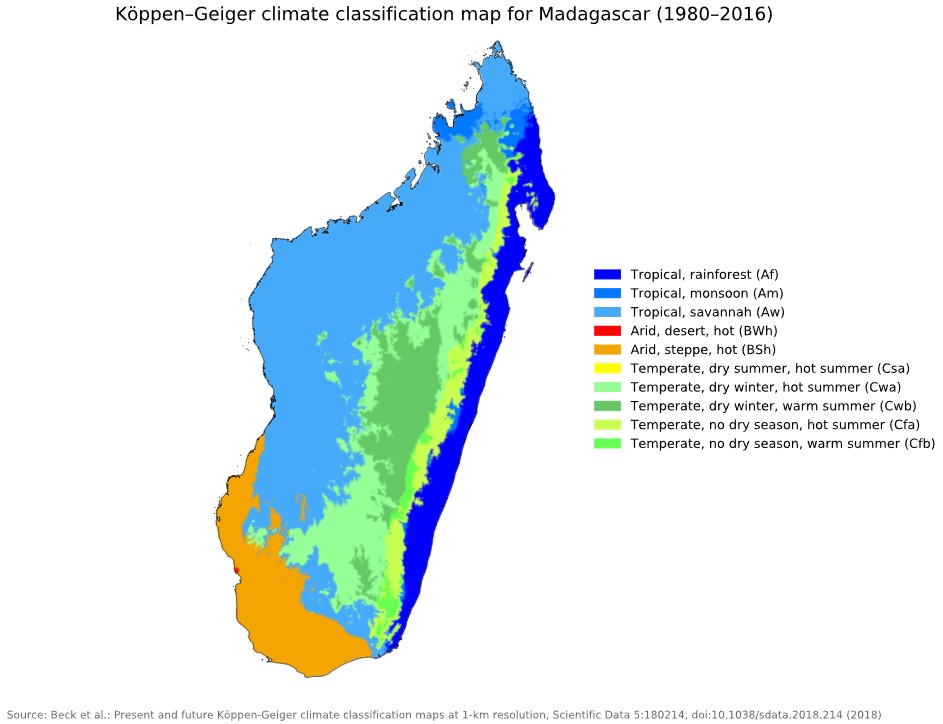 Köppen–Geiger climate classification map for Madagascar (1980–2016)
Tropical, rainforest (Af)
Tropical, monsoon (Am)
Tropical, savannah (Aw)
Arid, desert, hot (BWh)
Arid, steppe, hot (BSh)
Temperate, dry summer, hot summer (Csa)
Temperate, dry winter, hot summer (Cwa)
Temperate, dry winter, warm summer (Cwb)
Temperate, no dry season, hot summer (Cfa)
Temperate, no dry season, warm summer (Cfb)
Source: Beck et al.: Present and future Köppen-Geiger climate classification maps at 1-km resolution, Scientific Data 5:180214, doi:10.1038/sdata.2018.214 (2018)